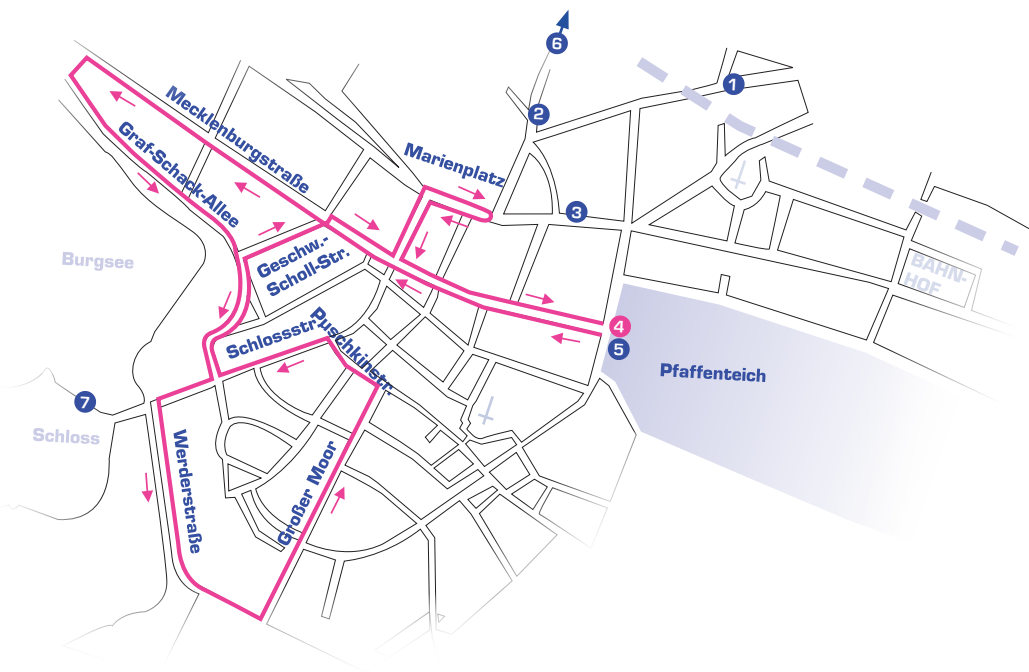 6
1
2
Mecklenburgstraße
Graf-Schack-Allee
Marienplatz
3
Burgsee
Geschw.-
Scholl-Str.
BAHN-
HOF
4
5
Schlossstr.
Puschkinstr.
Pfaffenteich
7
Schloss
Werderstraße
Großer Moor